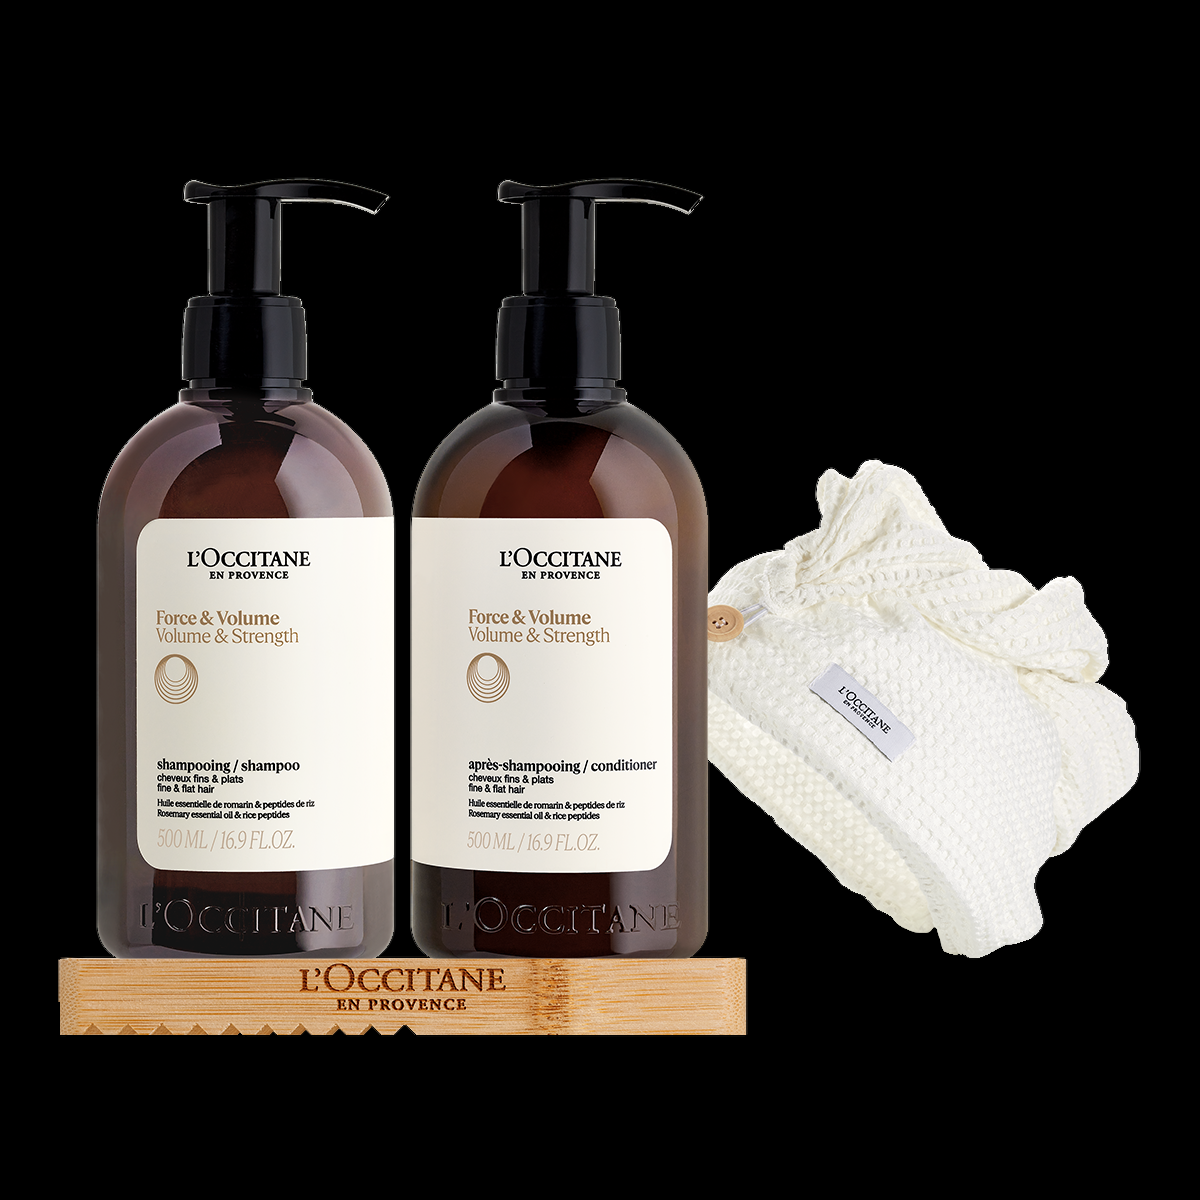 L'OCCITANE
EN PROVENCE
Force & Volume
Volume & Strength
shampooing / shampoo
cheveux fins & plats
fine & flat hair
Huile essentielle de romarin & peptides de riz
Rosemary essential oil & rice peptides
500 ML / 16.9 FL.OZ.
L'OCCITANE
L'OCCITANE
EN PROVENCE
Force & Volume
Volume & Strength
après-shampooing / conditioner
cheveux fins & plats
fine & flat hair
Huile essentielle de romarin & peptides de riz
Rosemary essential oil & rice peptides
500 ML / 16.9 FL.OZ.
L'OCCITANE
L'OCCITANE
EN PROVENCE
L'OCCITANE
EN PROVENCE